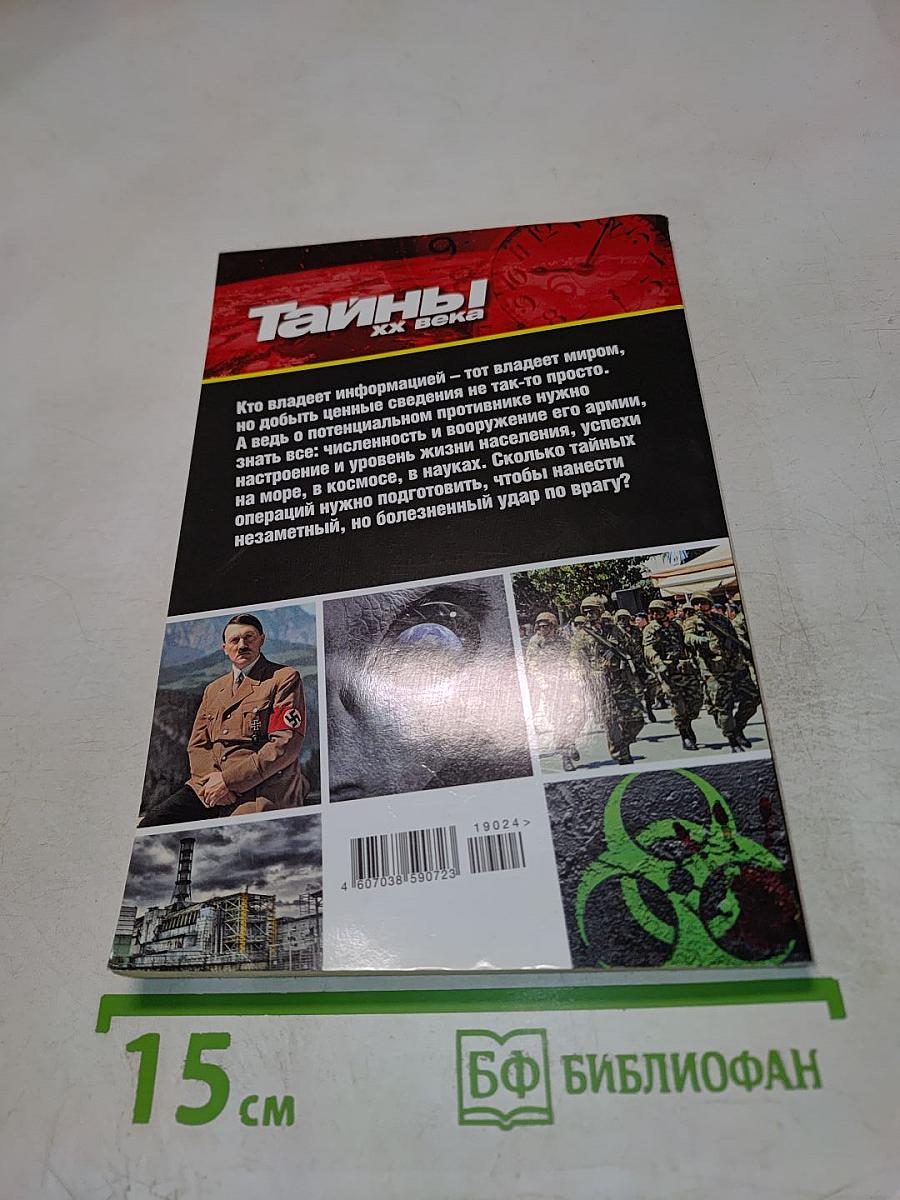 Тайны
XX века
Кто владеет информацией – тот владеет миром,
но добыть ценные сведения не так-то просто.
А ведь о потенциальном противнике нужно
знать все: численность и вооружение его армии,
настроение и уровень жизни населения, успехи
на море, в космосе, в науках. Сколько тайных
операций нужно подготовить, чтобы нанести
незаметный, но болезненный удар по врагу?
19024>
4 607038 590723
15 см
БФ БИБЛИОФАН